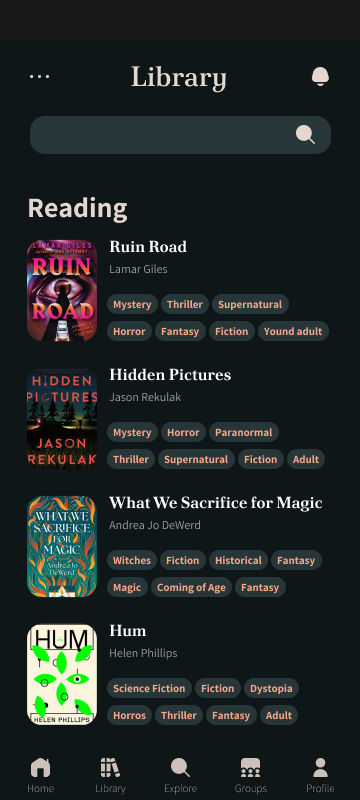 Library
Reading
LAMAR GILES
RUIN
ROAD
Ruin Road
Lamar Giles
Mystery Thriller Supernatural
Horror Fantasy Fiction Yound adult
HIDDEN
PICTURES
JASON
REKULAK
Hidden Pictures
Jason Rekulak
Mystery Horror Paranormal
Thriller Supernatural Fiction Adult
WHAT WE
SACRIFICE
FOR
MAGIC
Andrea Jo
DeWerd
What We Sacrifice for Magic
Andrea Jo DeWerd
Witches Fiction Historical Fantasy
Magic Coming of Age Fantasy
HUM
HELEN PHILLIPS
Hum
Helen Phillips
Science Fiction Fiction Dystopia
Horros Thriller Fantasy Adult
Home Library Explore Groups Profile